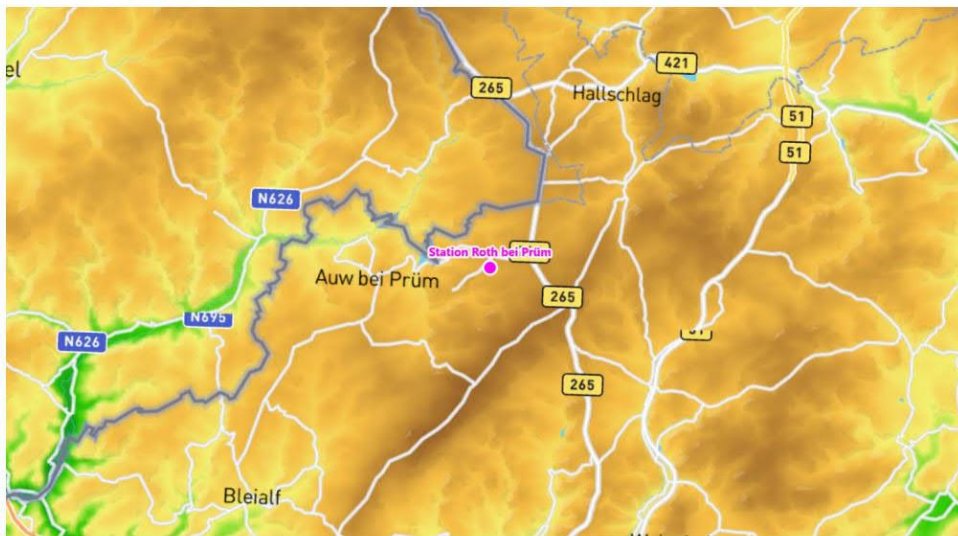 421
el
265
Hallschlag
51
51
N626
Station Roth bei Prüm
Auw bei Prüm
265
N695
N626
265
Bleialf